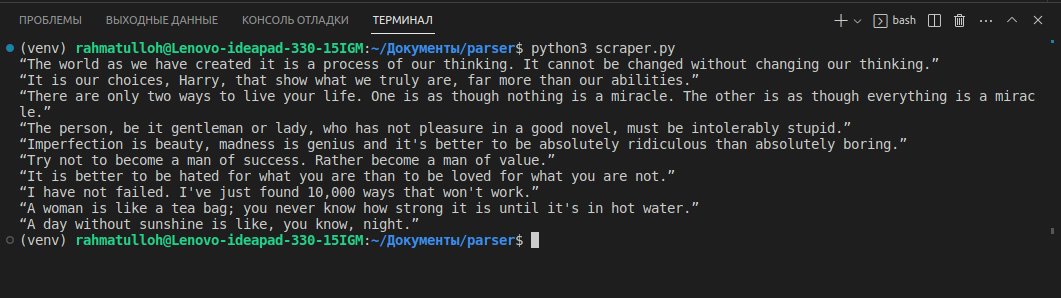 ПРОБЛЕМЫ ВЫХОДНЫЕ ДАННЫЕ КОНСОЛЬ ОТЛАДКИ ТЕРМИНАЛ bash
(venv) rahmatulloh@Lenovo-ideapad-330-15IGM:~/Документы/parser$ python3 scraper.py
“The world as we have created it is a process of our thinking. It cannot be changed without changing our thinking.”
“It is our choices, Harry, that show what we truly are, far more than our abilities.”
“There are only two ways to live your life. One is as though nothing is a miracle. The other is as though everything is a mirac
le.”
“The person, be it gentleman or lady, who has not pleasure in a good novel, must be intolerably stupid.”
“Imperfection is beauty, madness is genius and it's better to be absolutely ridiculous than absolutely boring.”
“Try not to become a man of success. Rather become a man of value.”
“It is better to be hated for what you are than to be loved for what you are not.”
“I have not failed. I've just found 10,000 ways that won't work.”
“A woman is like a tea bag; you never know how strong it is until it's in hot water.”
“A day without sunshine is like, you know, night.”
(venv) rahmatulloh@Lenovo-ideapad-330-15IGM:~/Документы/parser$